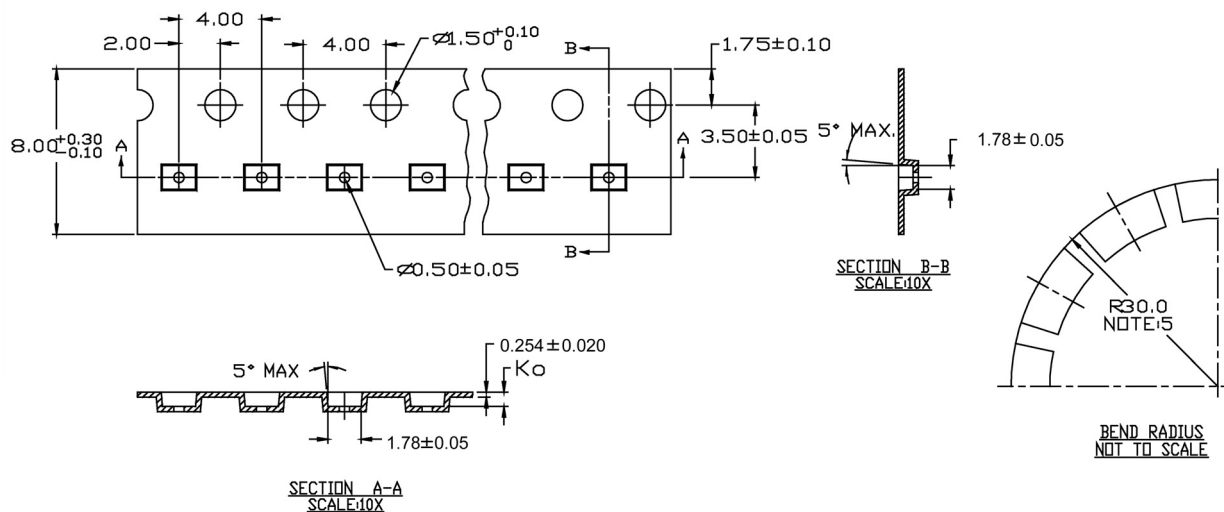 4.00
2.00
4.00
⌀1.50+0.10
0
B
1.75±0.10
8.00+0.30
-0.10
A
A
3.50±0.05
5° MAX.
1.78±0.05
B
⌀0.50±0.05
SECTION B-B
SCALE:10X
R30.0
NOTE:5
0.254±0.020
5° MAX
Ko
1.78±0.05
BEND RADIUS
NOT TO SCALE
SECTION A-A
SCALE:10X